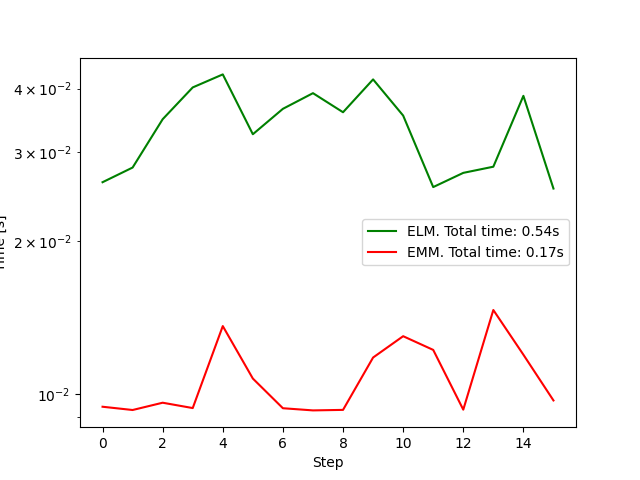 4 × 10⁻²
3 × 10⁻²
2 × 10⁻²
10⁻²
Time [s]
ELM. Total time: 0.54s
EMM. Total time: 0.17s
0 2 4 6 8 10 12 14
Step